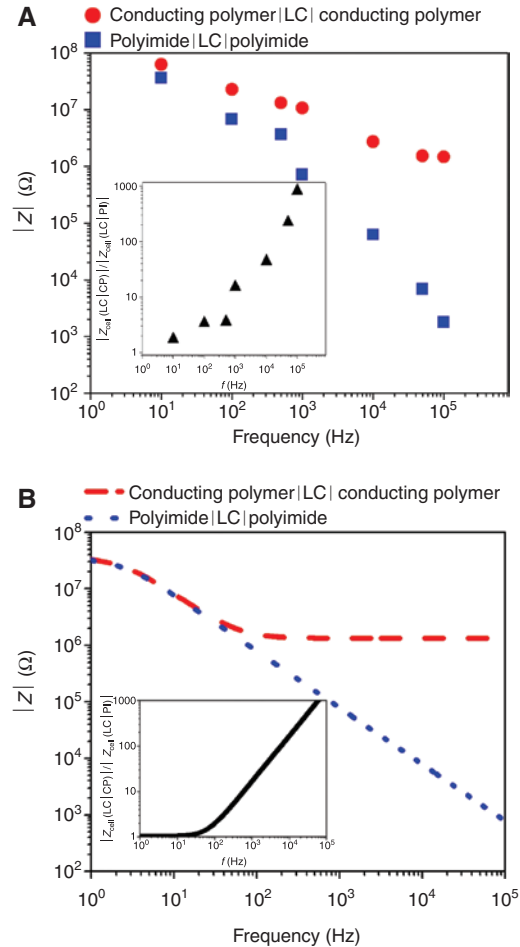 A
Conducting polymer|LC| conducting polymer
Polyimide|LC|polyimide
|Z| (Ω)
10⁸
10⁷
10⁶
10⁵
10⁴
10³
10²
10⁰ 10¹ 10² 10³ 10⁴ 10⁵
Frequency (Hz)
|Z_cell (LC|CP)| / |Z_cell (LC|PI)|
1000
100
10
1
10⁰ 10¹ 10² 10³ 10⁴ 10⁵
f (Hz)
B
Conducting polymer|LC| conducting polymer
Polyimide|LC|polyimide
|Z| (Ω)
10⁸
10⁷
10⁶
10⁵
10⁴
10³
10²
10⁰ 10¹ 10² 10³ 10⁴ 10⁵
Frequency (Hz)
|Z_cell (LC|CP)| / |Z_cell (LC|PI)|
1000
100
10
1
10⁰ 10¹ 10² 10³ 10⁴ 10⁵
f (Hz)